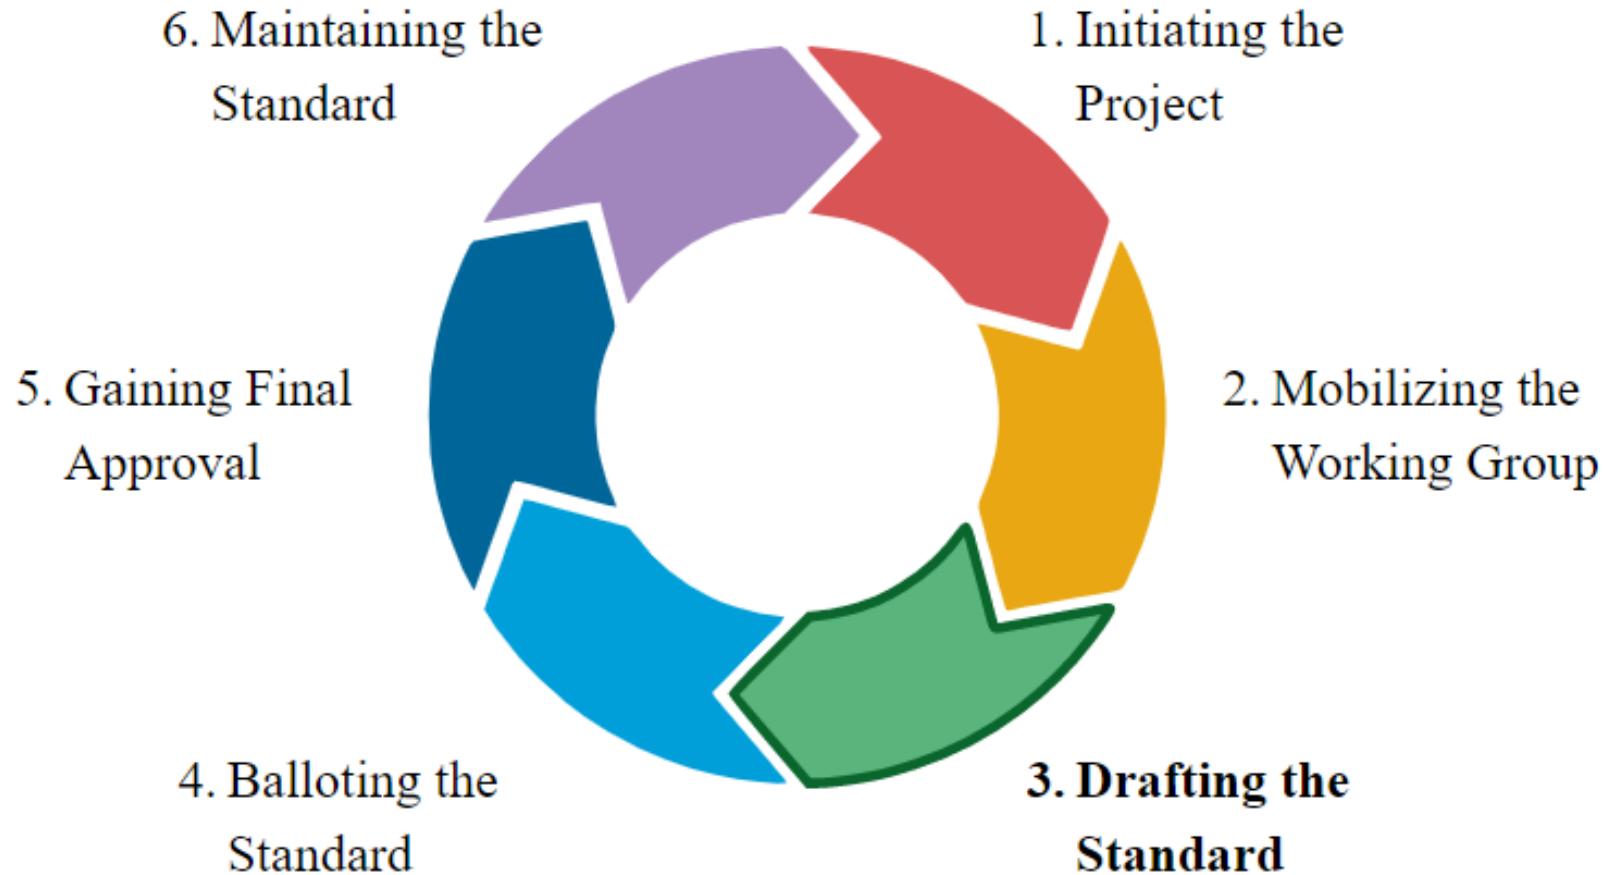 1. Initiating the
Project
2. Mobilizing the
Working Group
3. Drafting the
Standard
4. Balloting the
Standard
5. Gaining Final
Approval
6. Maintaining the
Standard